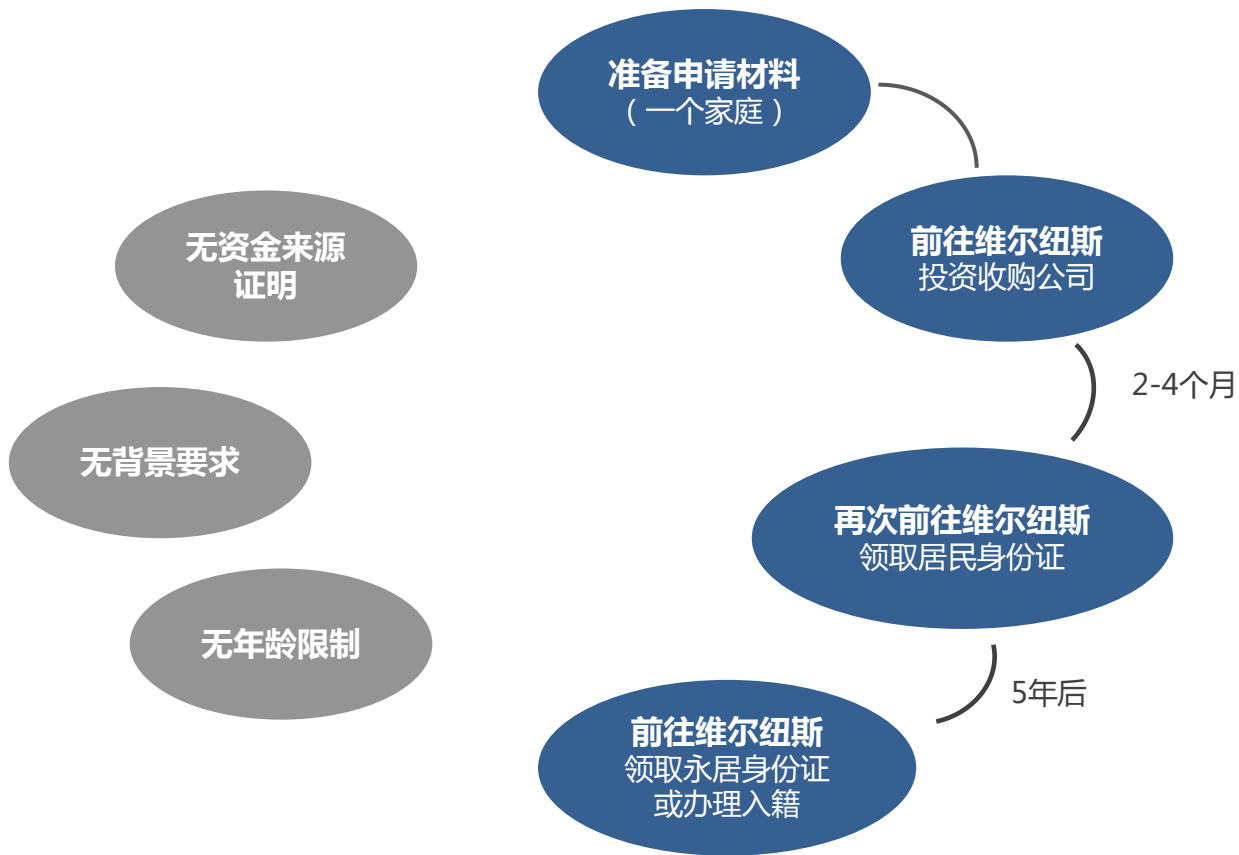 准备申请材料
（一个家庭）
前往维尔纽斯
投资收购公司
2-4个月
再次前往维尔纽斯
领取居民身份证
5年后
前往维尔纽斯
领取永居身份证
或办理入籍
无资金来源
证明
无背景要求
无年龄限制